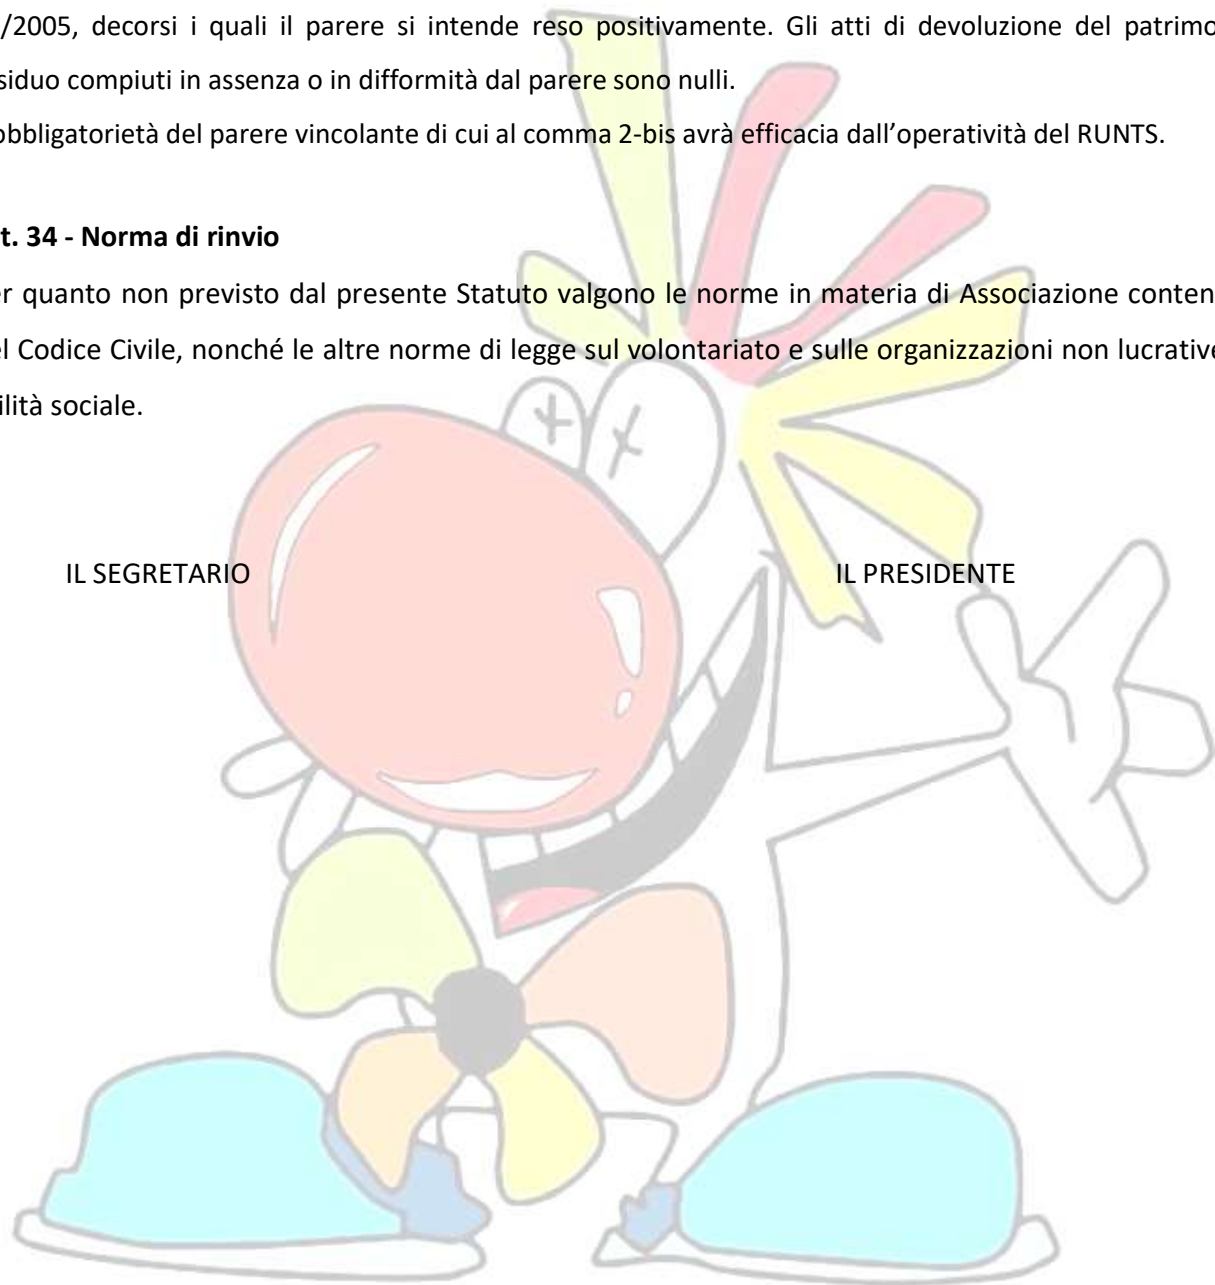 /2005, decorsi i quali il parere si intende reso positivamente. Gli atti di devoluzione del patrimo
siduo compiuti in assenza o in difformità dal parere sono nulli.
obbligatorietà del parere vincolante di cui al comma 2-bis avrà efficacia dall'operatività del RUNTS.
t. 34 - Norma di rinvio
er quanto non previsto dal presente Statuto valgono le norme in materia di Associazione conten
el Codice Civile, nonché le altre norme di legge sul volontariato e sulle organizzazioni non lucrative
ilità sociale.
IL SEGRETARIO IL PRESIDENTE